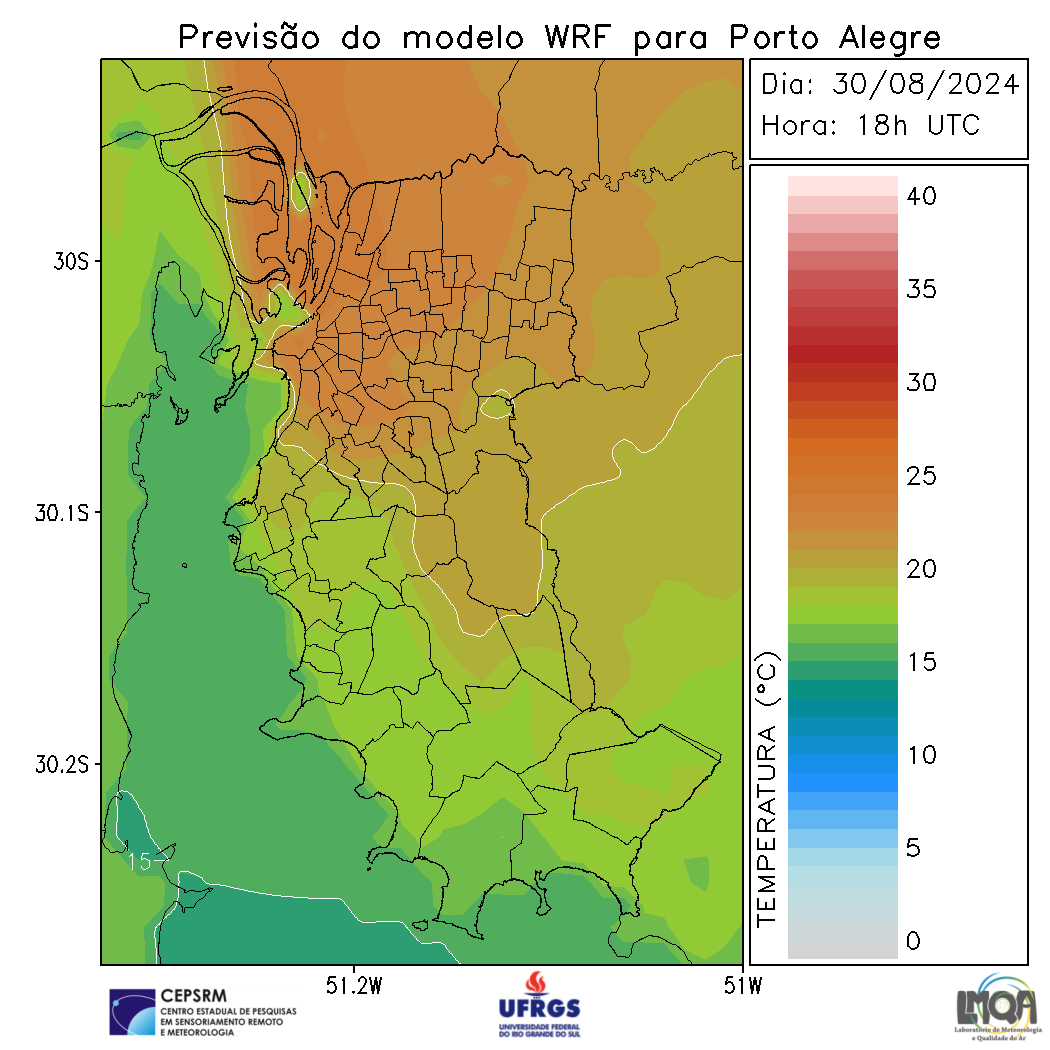 Previsão do modelo WRF para Porto Alegre
Dia: 30/08/2024
Hora: 18h UTC
40
35
30
25
20
15
10
5
0
TEMPERATURA (°C)
30S
30.1S
30.2S
15
51.2W
51W
CEPSRM
CENTRO ESTADUAL DE PESQUISAS
EM SENSORIAMENTO REMOTO
E METEOROLOGIA
UFRGS
UNIVERSIDADE FEDERAL
DO RIO GRANDE DO SUL
LMQA
Laboratório de Meteorologia
e Qualidade do Ar